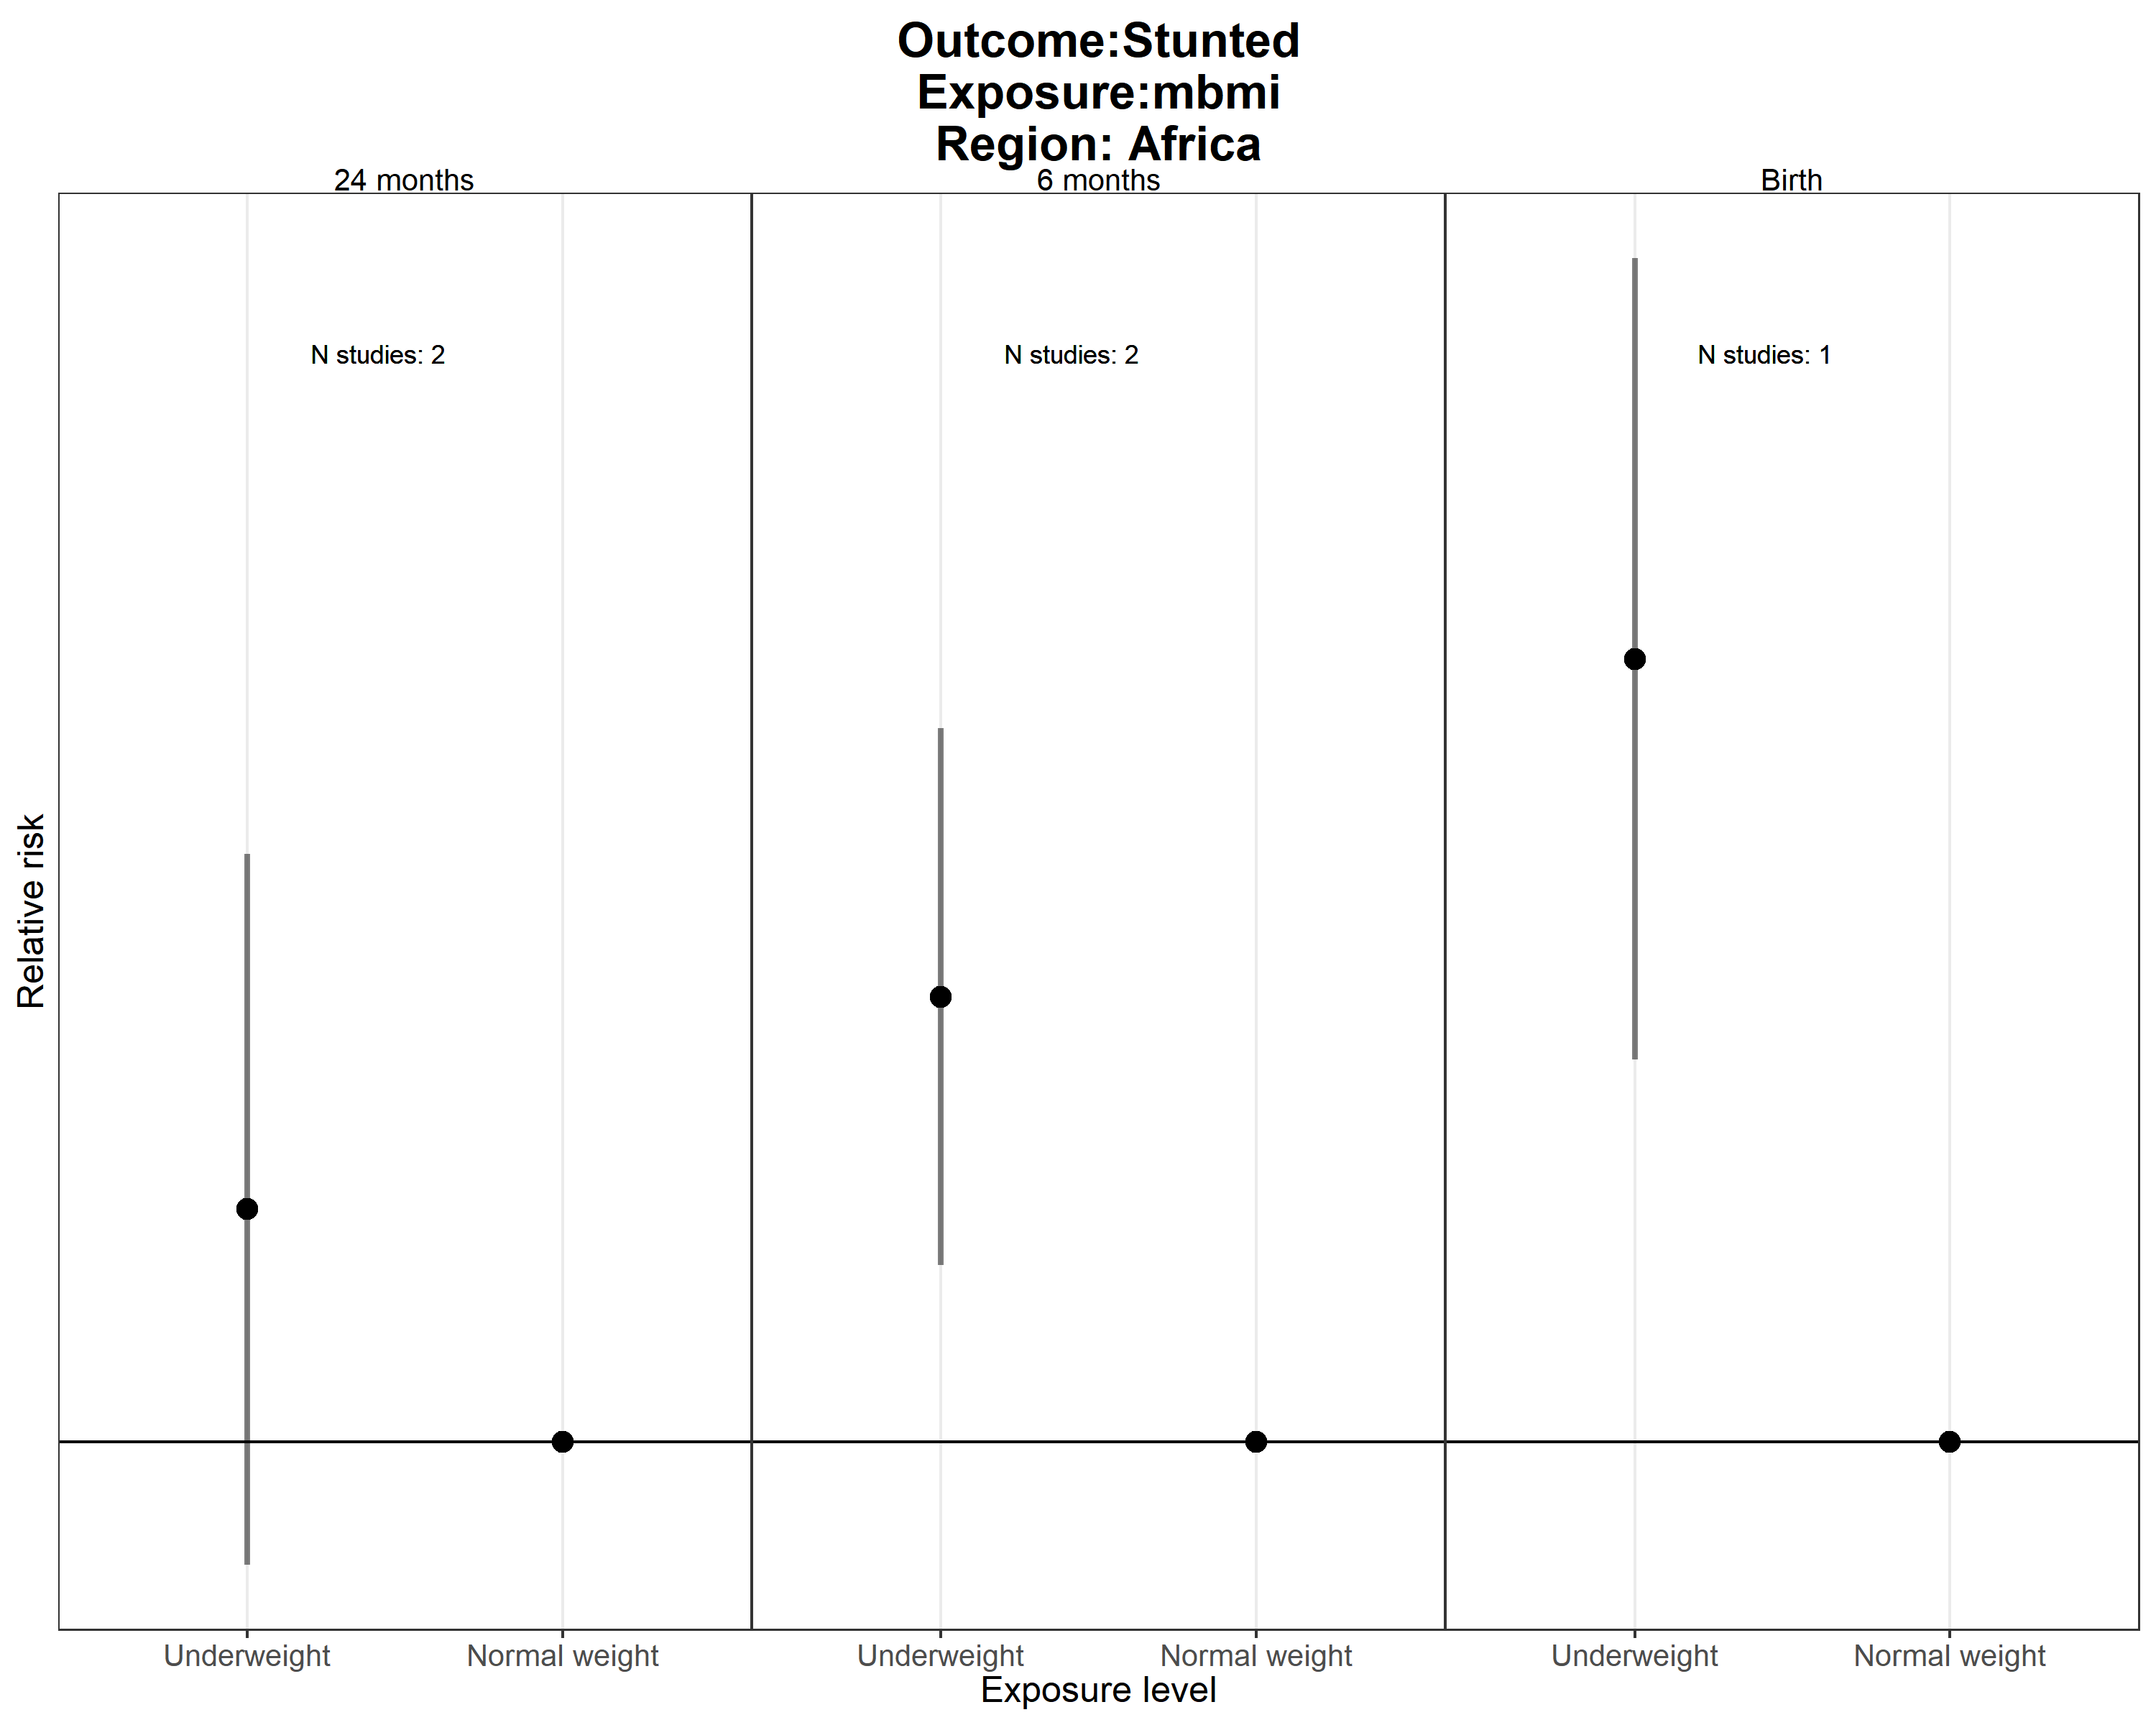 Outcome:Stunted
Exposure:mbmi
Region: Africa
24 months
6 months
Birth
N studies: 2
N studies: 2
N studies: 1
Relative risk
Underweight
Normal weight
Underweight
Normal weight
Underweight
Normal weight
Exposure level